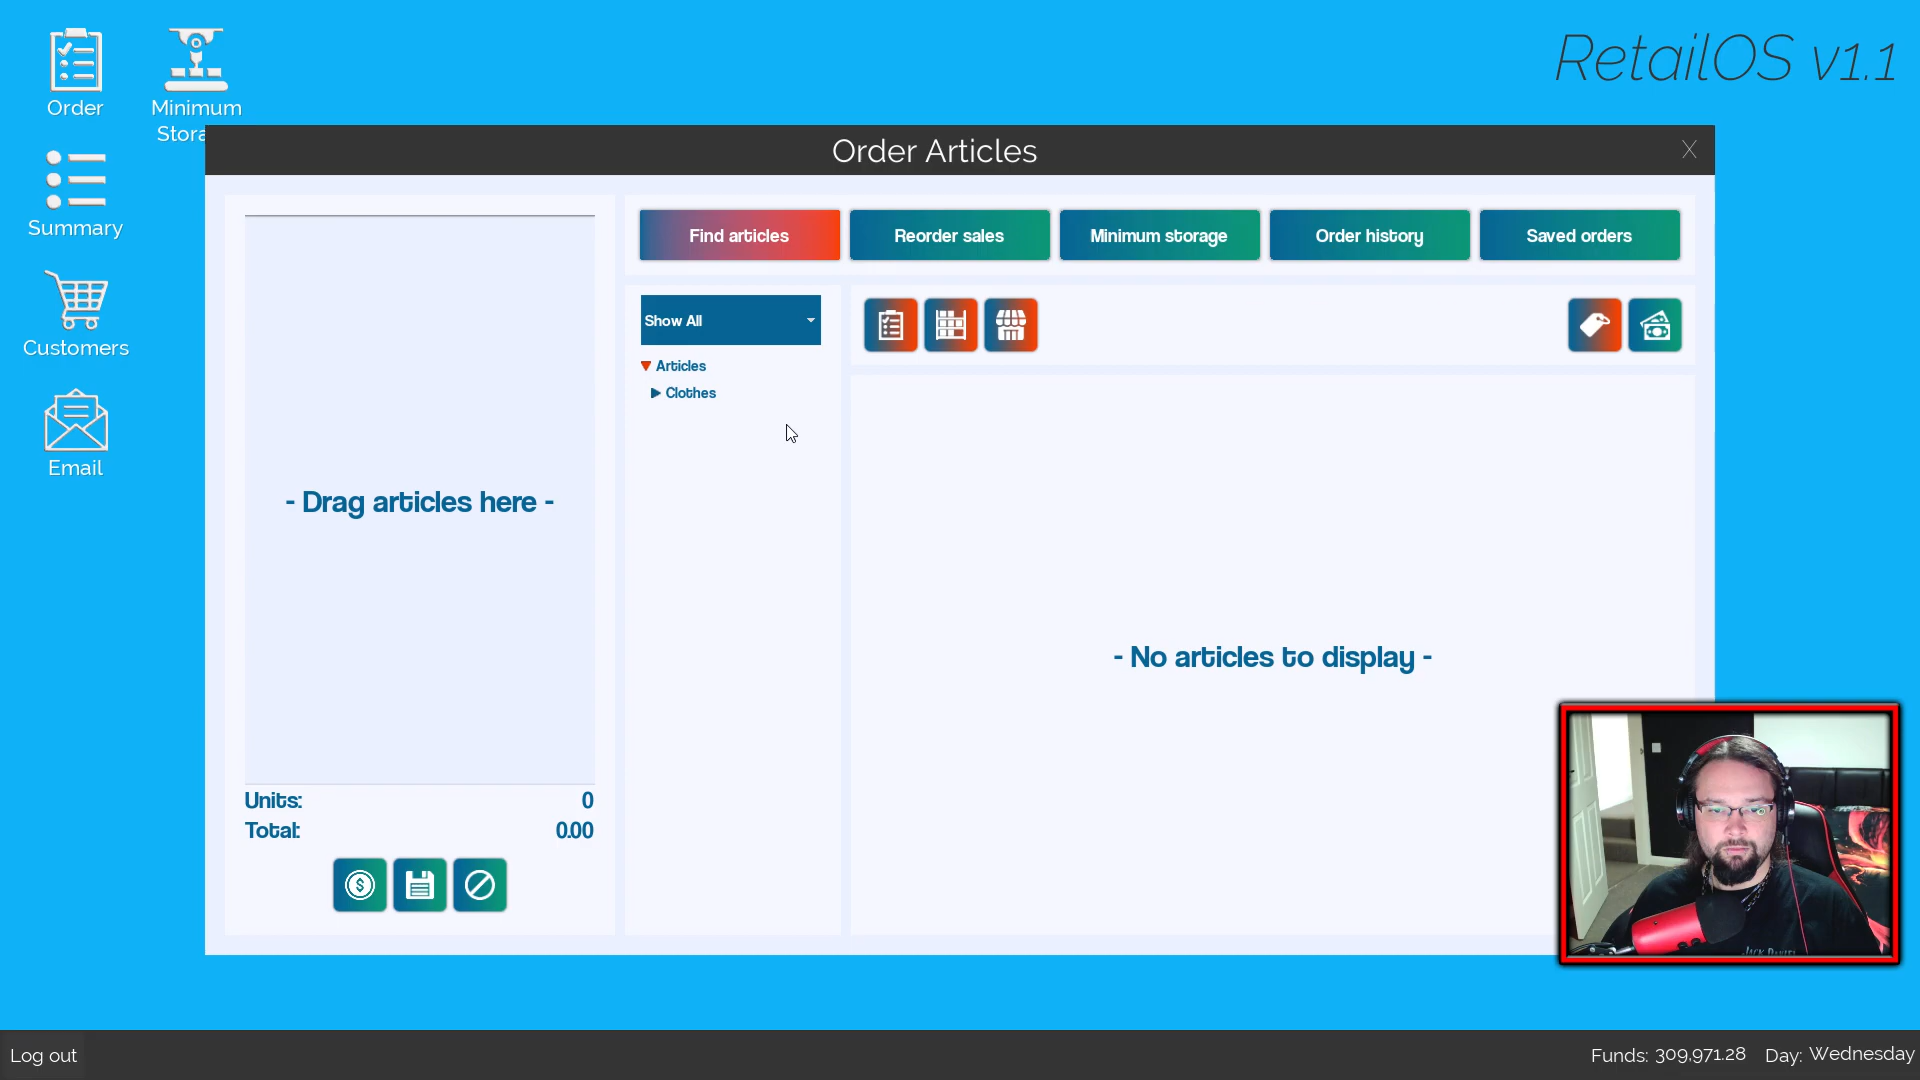 RetailOS v1.1
Order
Minimum
Summary
Customers
Email
Order Articles
X
Find articles
Reorder sales
Minimum storage
Order history
Saved orders
Show All
Articles
Clothes
- Drag articles here -
- No articles to display -
Units: 0
Total: 0.00
Log out
Funds: 309,971.28
Day: Wednesday